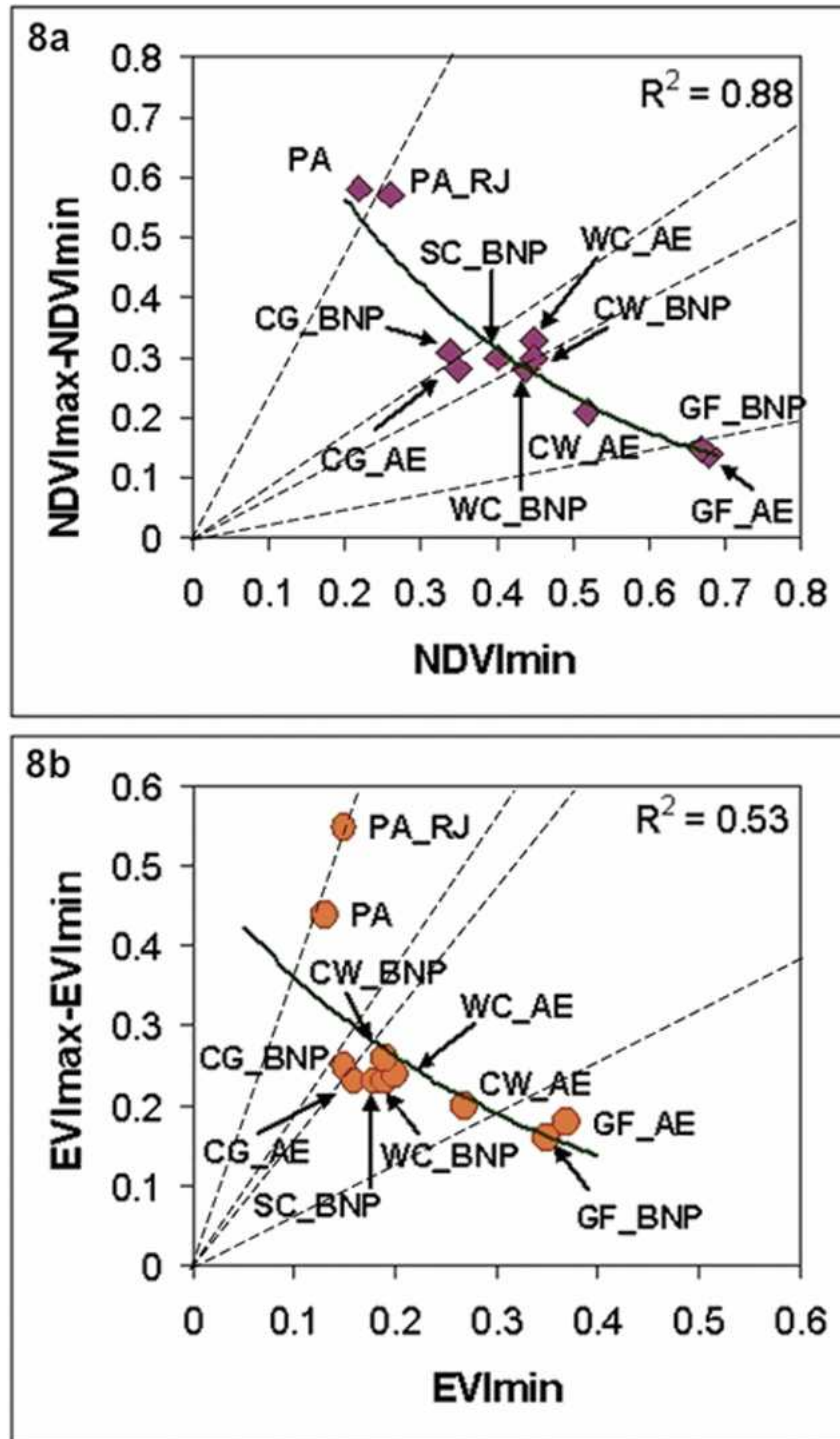 8a
R² = 0.88
NDVImax-NDVImin
0.8
0.7
0.6
0.5
0.4
0.3
0.2
0.1
0
PA
PA_RJ
SC_BNP
WC_AE
CG_BNP
CW_BNP
CG_AE
CW_AE
GF_BNP
WC_BNP
GF_AE
0 0.1 0.2 0.3 0.4 0.5 0.6 0.7 0.8
NDVImin
8b
R² = 0.53
EVImax-EVImin
0.6
0.5
0.4
0.3
0.2
0.1
0
PA_RJ
PA
CW_BNP
WC_AE
CG_BNP
CW_AE
GF_AE
CG_AE
WC_BNP
SC_BNP
GF_BNP
0 0.1 0.2 0.3 0.4 0.5 0.6
EVImin